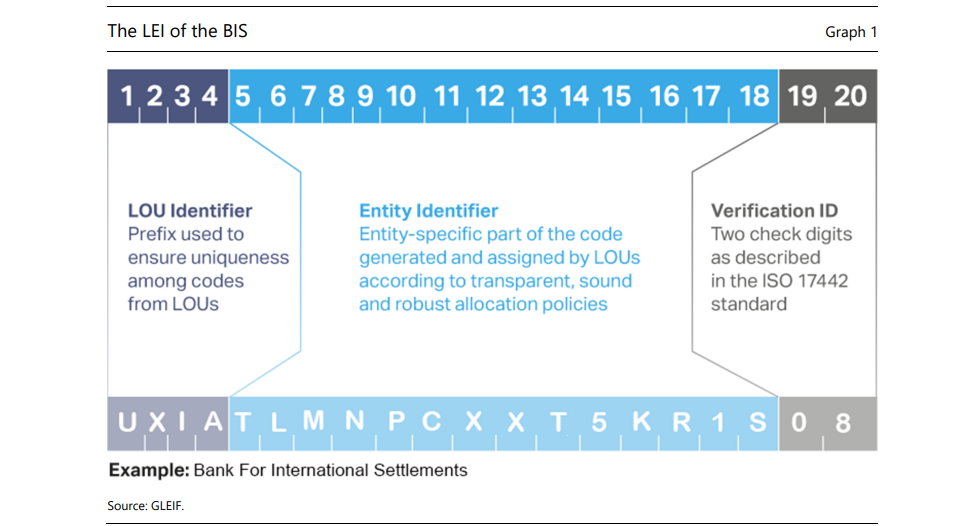 The LEI of the BIS
Graph 1
1 2 3 4 5 6 7 8 9 10 11 12 13 14 15 16 17 18 19 20
LOU Identifier
Prefix used to
ensure uniqueness
among codes
from LOUs
Entity Identifier
Entity-specific part of the code
generated and assigned by LOUs
according to transparent, sound
and robust allocation policies
Verification ID
Two check digits
as described
in the ISO 17442
standard
U X I A T L M N P C X X T 5 K R 1 S 0 8
Example: Bank For International Settlements
Source: GLEIF.